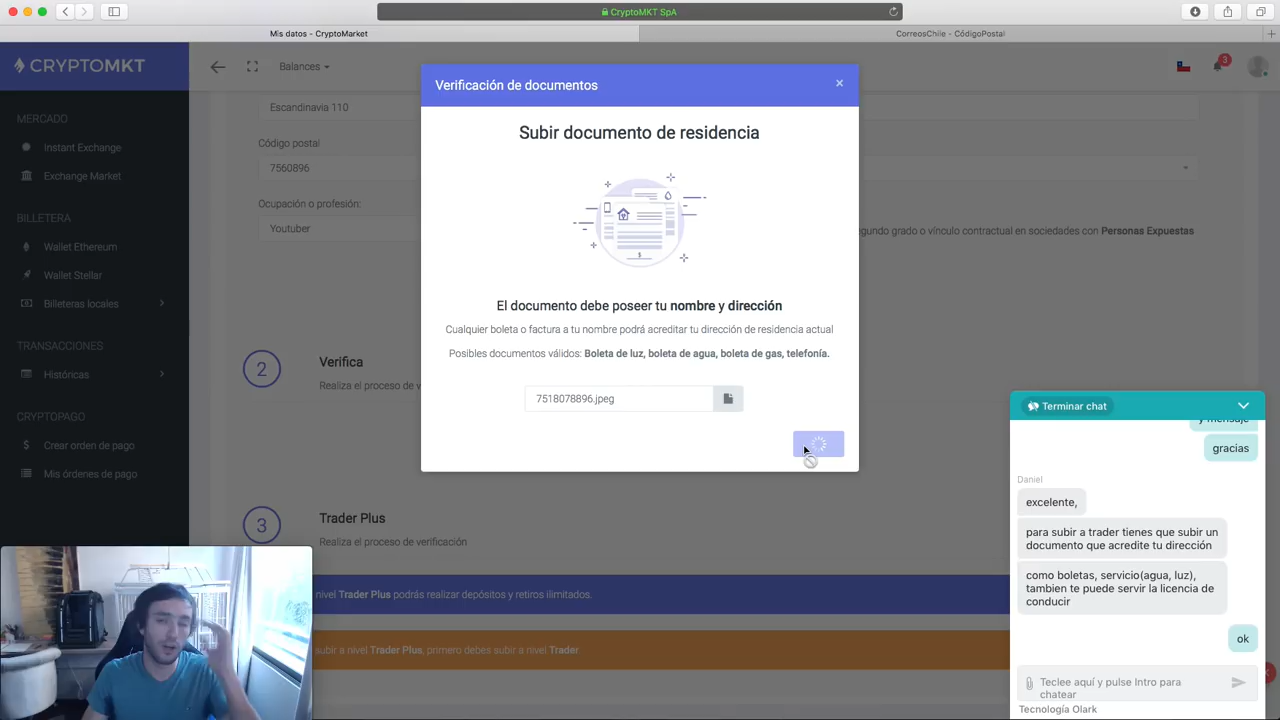 CryptoMKT SpA
Mis datos - CryptoMarket
CorreosChile - CódigoPostal
CRYPTOMKT
Balances
3
MERCADO
Instant Exchange
Exchange Market
BILLETERA
Wallet Ethereum
Wallet Stellar
Billeteras locales
TRANSACCIONES
Históricas
CRYPTOPAGO
Crear orden de pago
Mis órdenes de pago
Escandinavia 110
Código postal
7560896
Ocupación o profesión:
Youtuber
segundo grado o vínculo contractual en sociedades con Personas Expuestas
2
Verifica
Realiza el proceso de v
3
Trader Plus
Realiza el proceso de verificación
nivel Trader Plus podrás realizar depósitos y retiros ilimitados.
subir a nivel Trader Plus, primero debes subir a nivel Trader.
Verificación de documentos
×
Subir documento de residencia
$
El documento debe poseer tu nombre y dirección
Cualquier boleta o factura a tu nombre podrá acreditar tu dirección de residencia actual
Posibles documentos válidos: Boleta de luz, boleta de agua, boleta de gas, telefonía.
7518078896.jpeg
Terminar chat
y mensaje
gracias
Daniel
excelente,
para subir a trader tienes que subir un
documento que acredite tu dirección
como boletas, servicio(agua, luz),
tambien te puede servir la licencia de
conducir
ok
Teclee aquí y pulse Intro para
chatear
Tecnología Olark